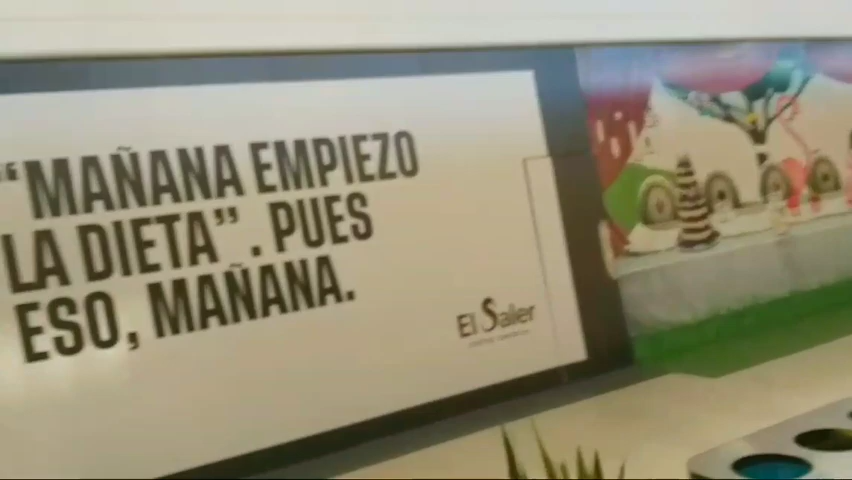 “MAÑANA EMPIEZO
LA DIETA”. PUES
ESO, MAÑANA.
El Saler